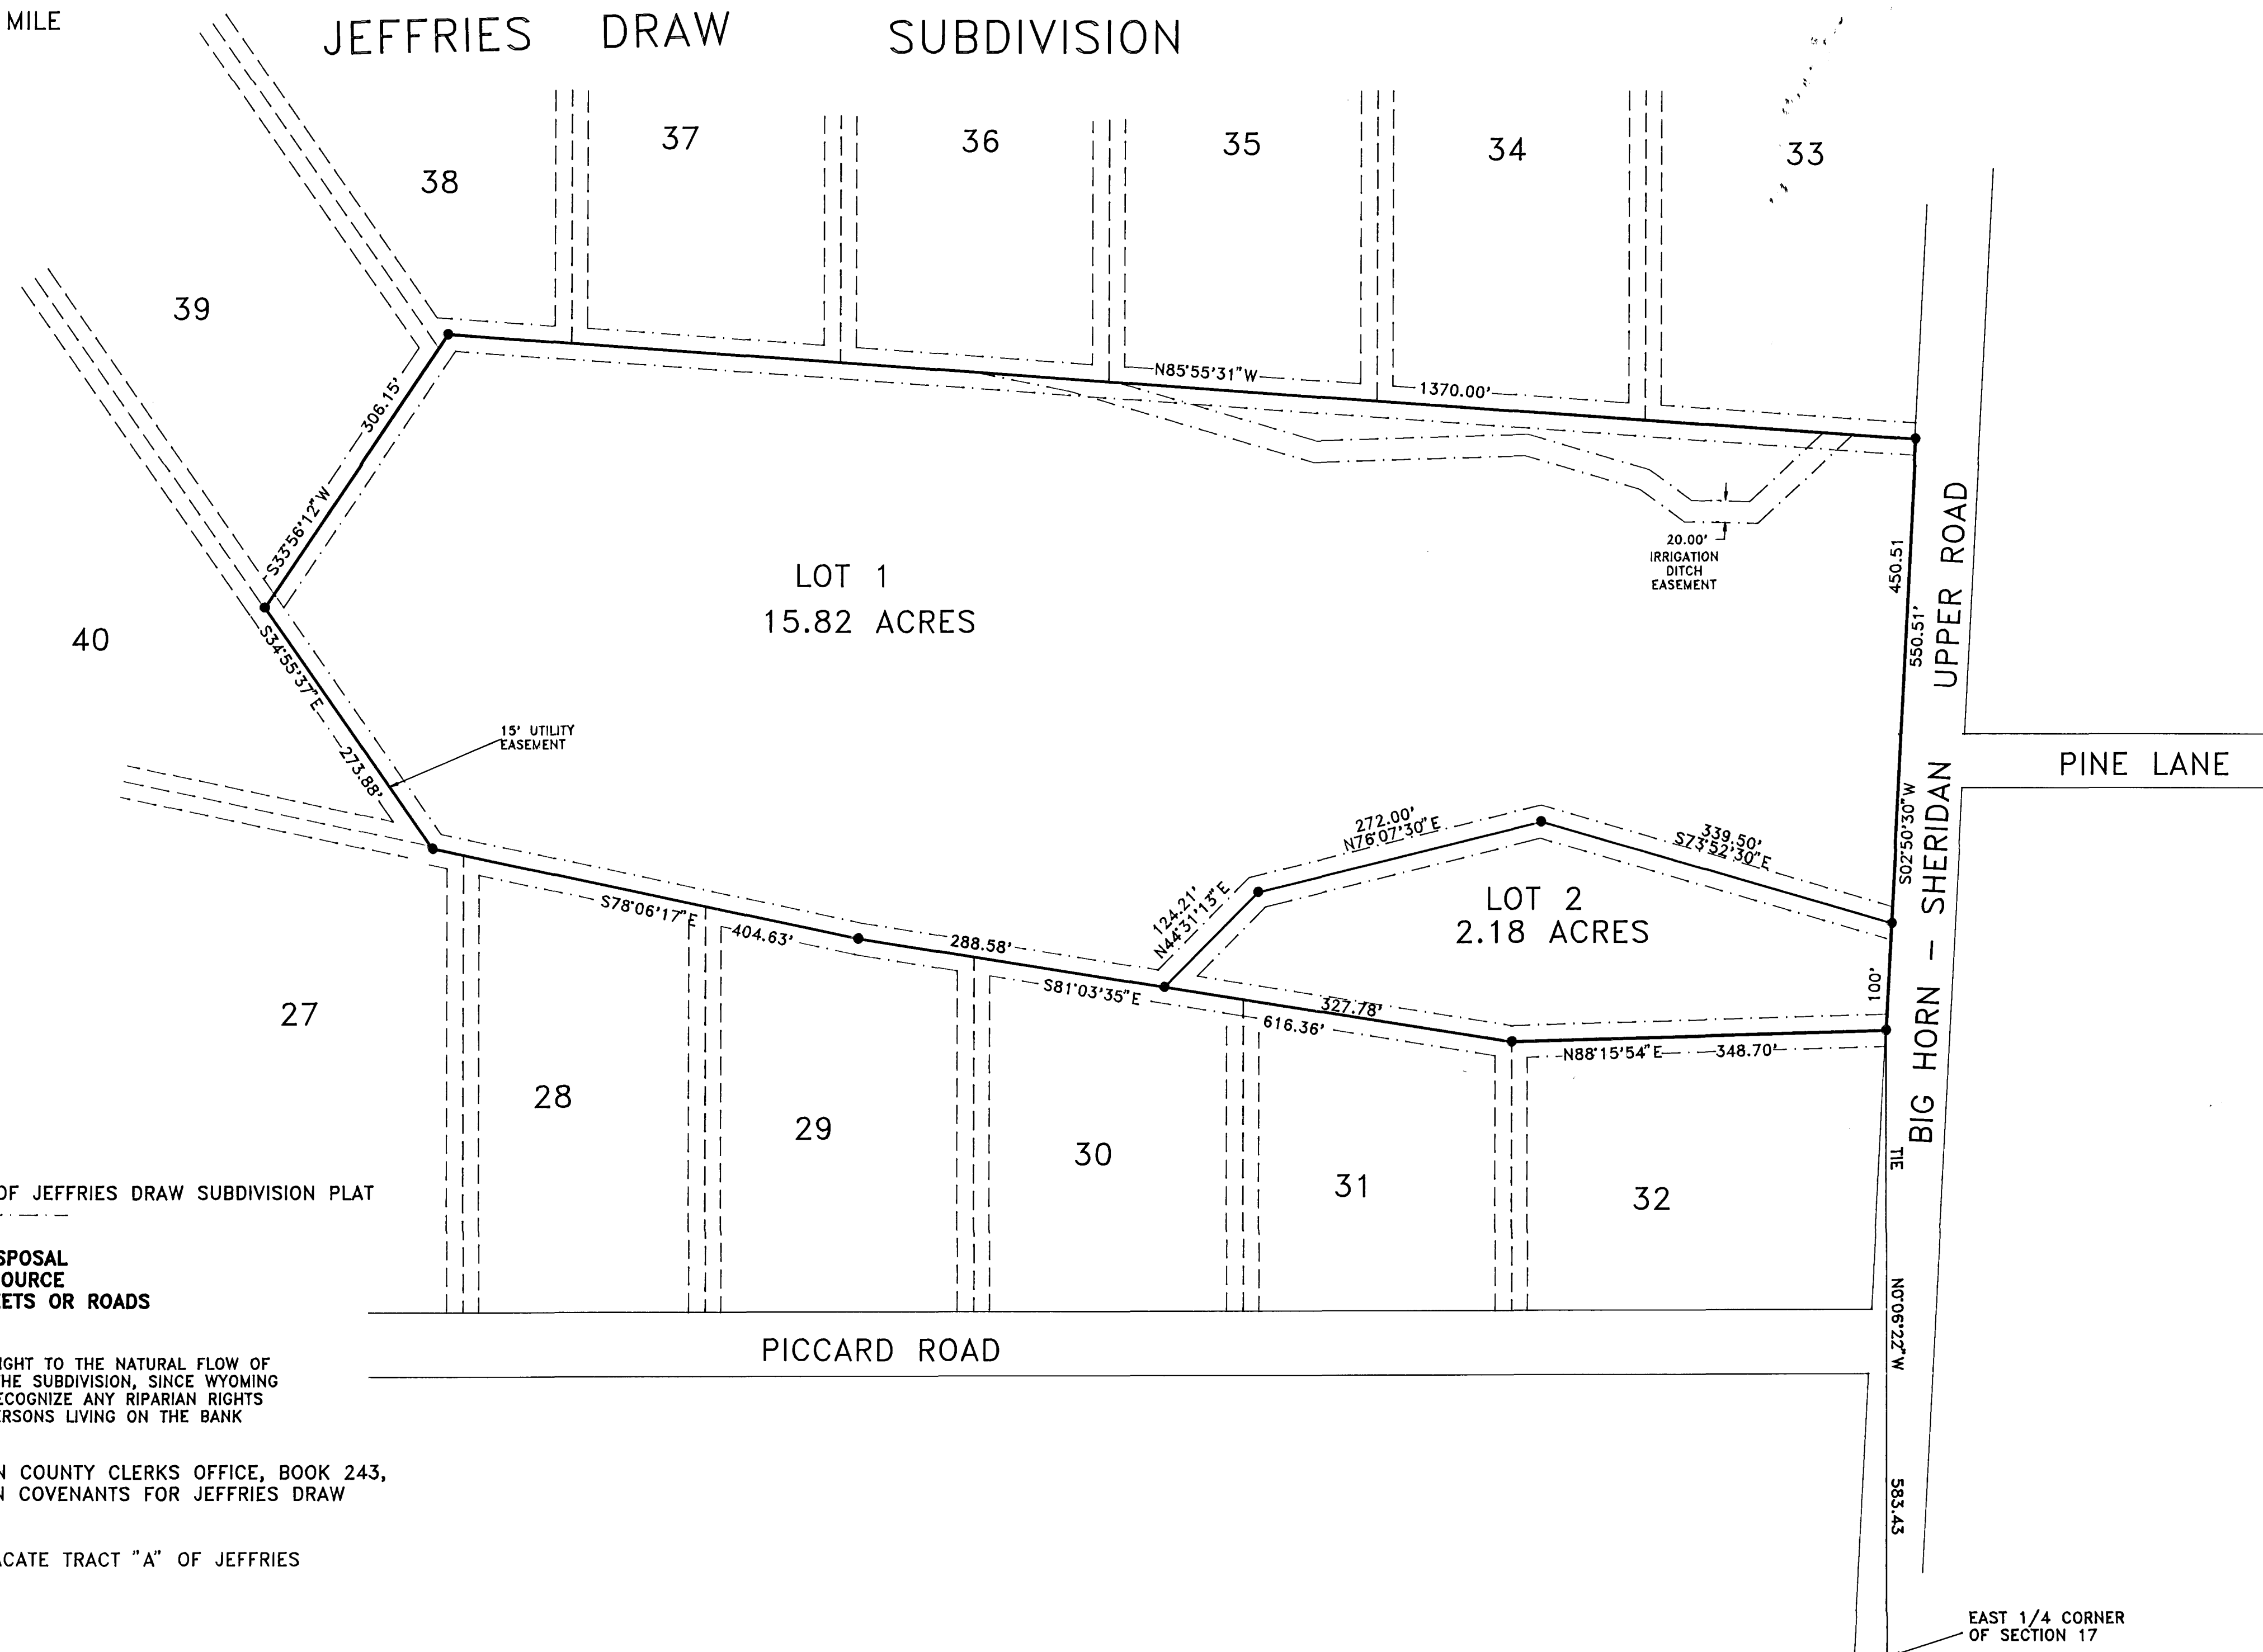 MILE
JEFFRIES DRAW SUBDIVISION
38
37
36
35
34
33
39
40
N85°55'31"W
1370.00'
306.15'
S33°56'12"W
S34°55'37"E
273.88'
15' UTILITY
EASEMENT
LOT 1
15.82 ACRES
20.00'
IRRIGATION
DITCH
EASEMENT
450.51
550.51'
S02°50'30"W
100'
BIG HORN – SHERIDAN UPPER ROAD
PINE LANE
272.00'
N76°07'30"E
339.50'
S73°52'30"E
124.21'
N44°31'13"E
LOT 2
2.18 ACRES
S78°06'17"E
404.63'
288.58'
S81°03'35"E
327.78'
616.36'
N88°15'54"E
348.70'
27
28
29
30
31
32
TIE
N0°06'22"W
583.43
OF JEFFRIES DRAW SUBDIVISION PLAT
SPOSAL
OURCE
ETS OR ROADS
PICCARD ROAD
IGHT TO THE NATURAL FLOW OF
THE SUBDIVISION, SINCE WYOMING
ECOGNIZE ANY RIPARIAN RIGHTS
ERSONS LIVING ON THE BANK
N COUNTY CLERKS OFFICE, BOOK 243,
N COVENANTS FOR JEFFRIES DRAW
ACATE TRACT "A" OF JEFFRIES
EAST 1/4 CORNER
OF SECTION 17